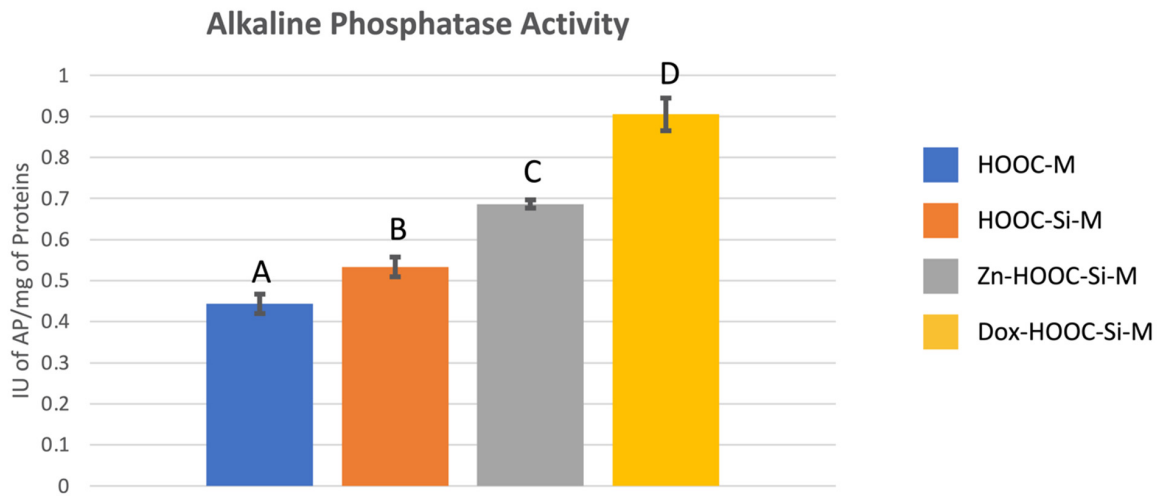 Alkaline Phosphatase Activity
IU of AP/mg of Proteins
1
0.9
0.8
0.7
0.6
0.5
0.4
0.3
0.2
0.1
0
A
B
C
D
HOOC-M
HOOC-Si-M
Zn-HOOC-Si-M
Dox-HOOC-Si-M